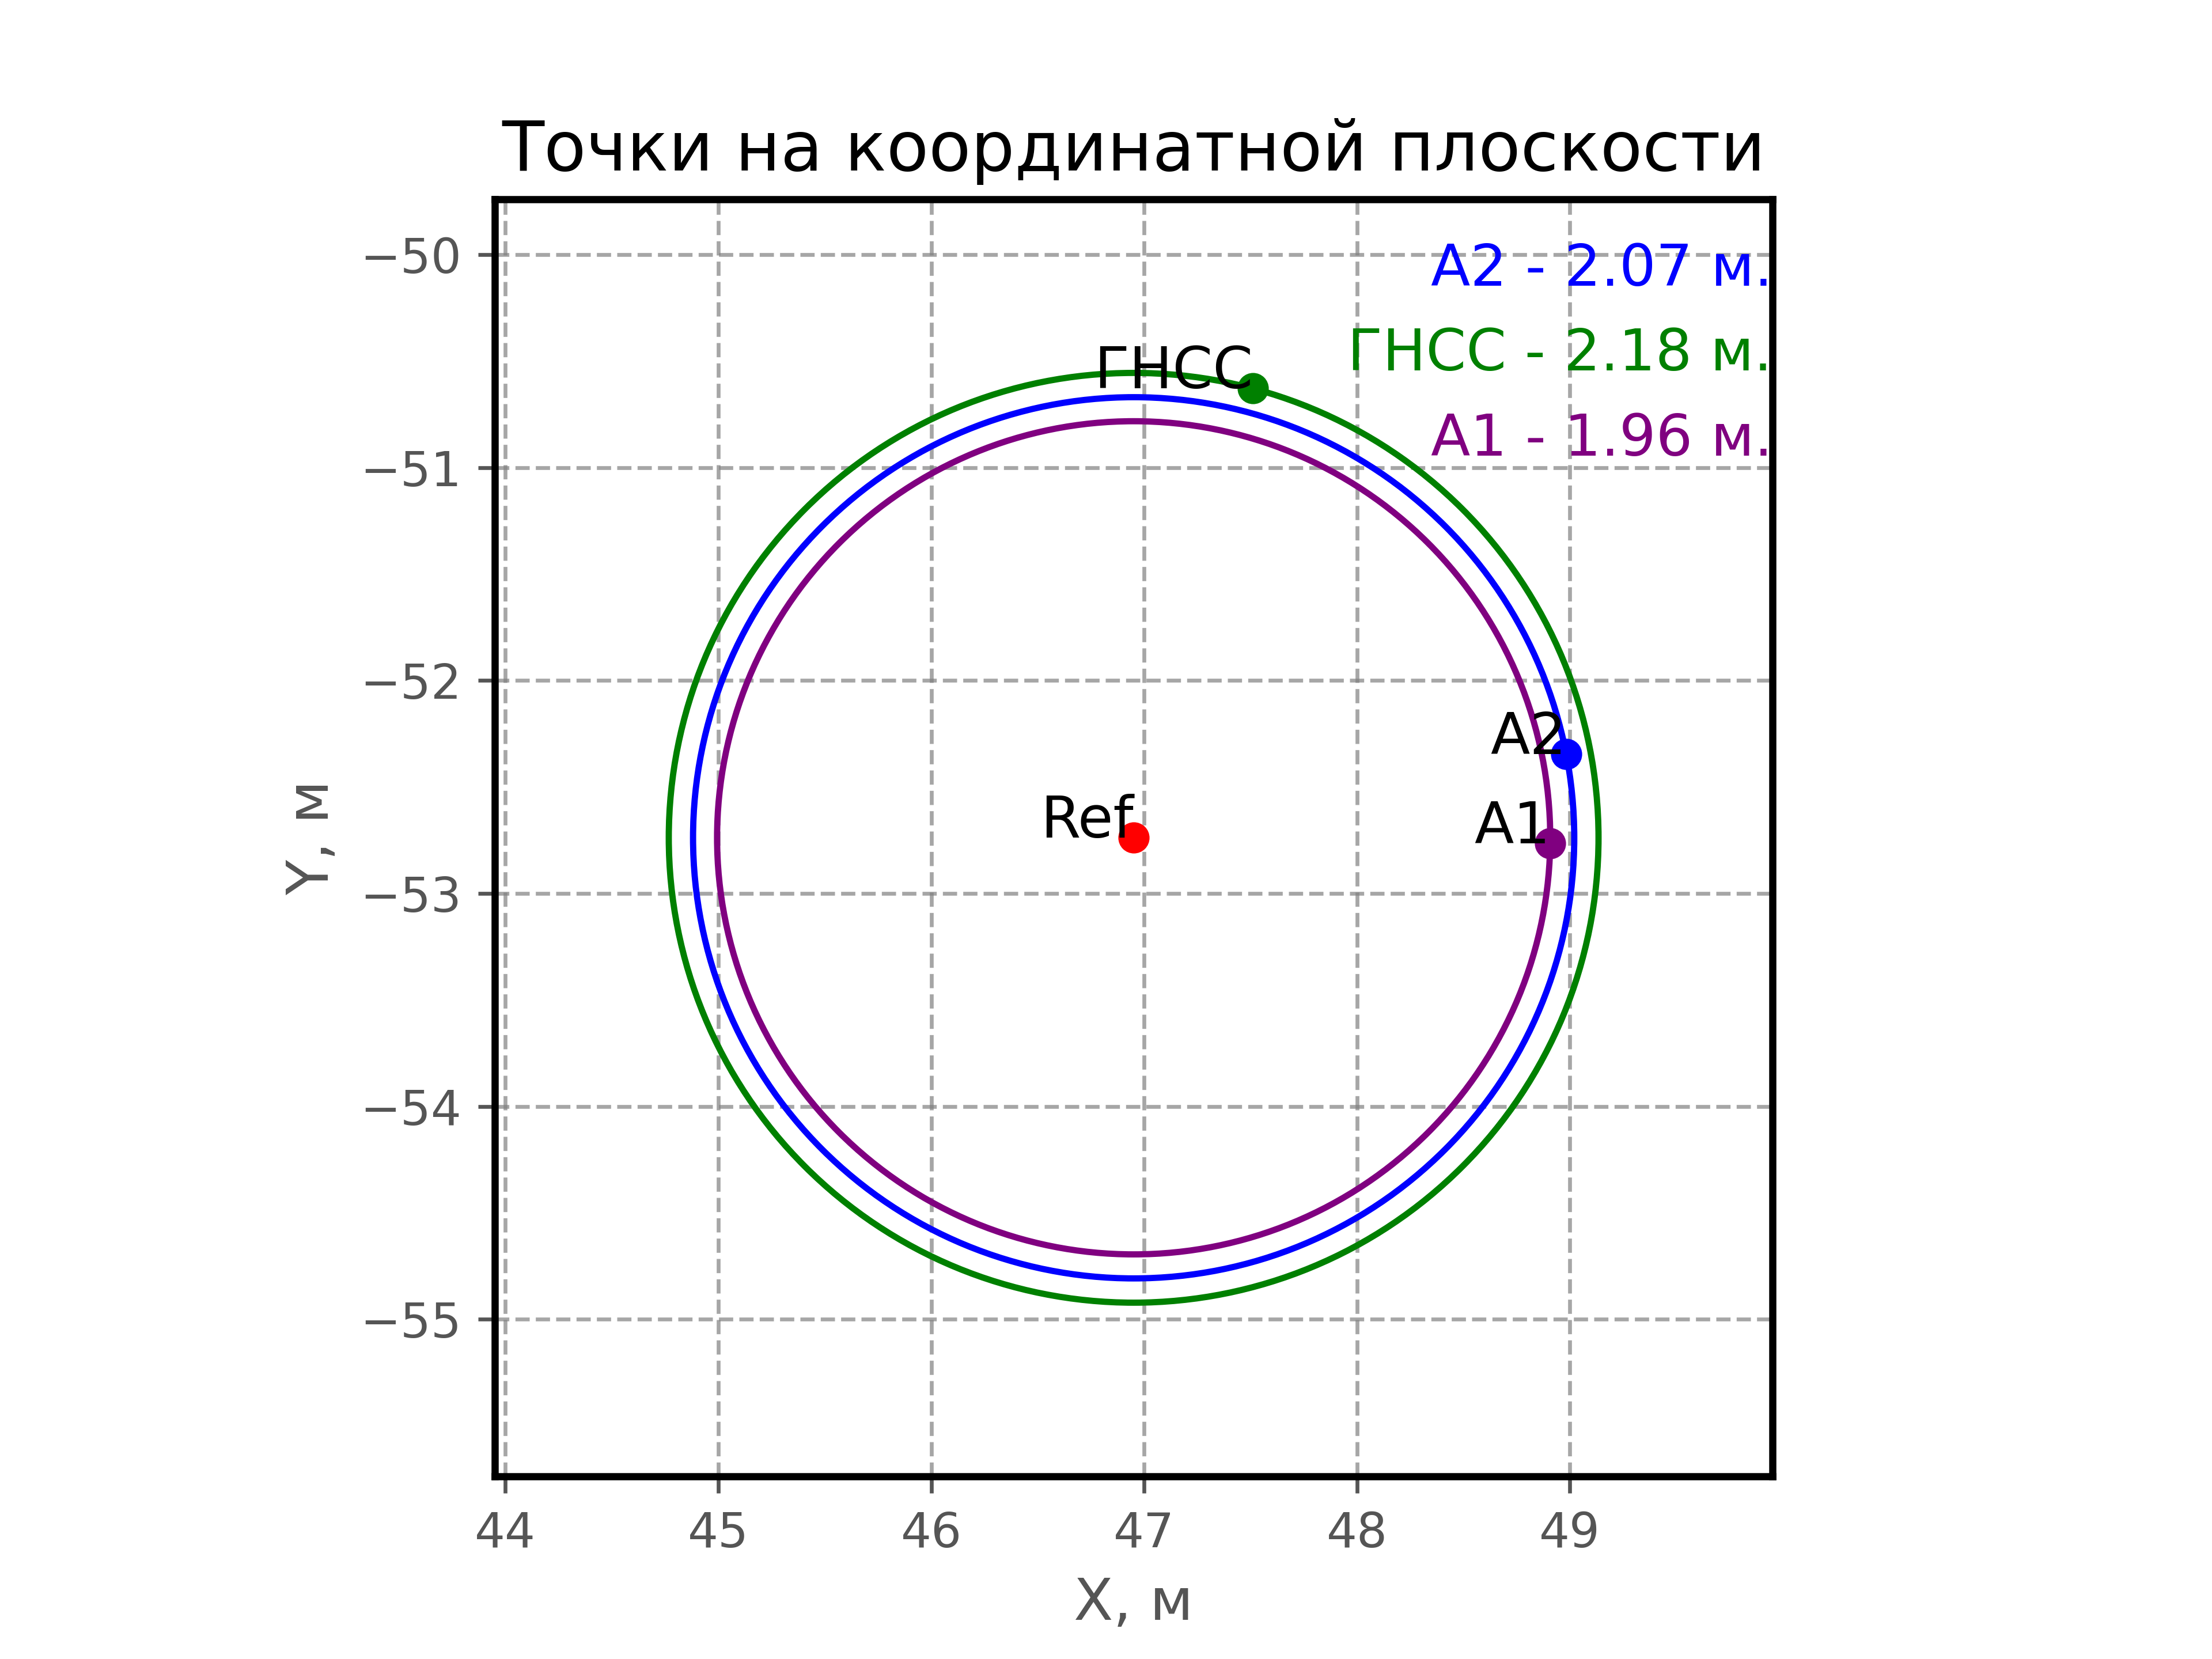 Точки на координатной плоскости
A2 - 2.07 м.
ГНСС - 2.18 м.
A1 - 1.96 м.
ГНСС
A2
A1
Ref
Y, м
−50
−51
−52
−53
−54
−55
44 45 46 47 48 49
X, м